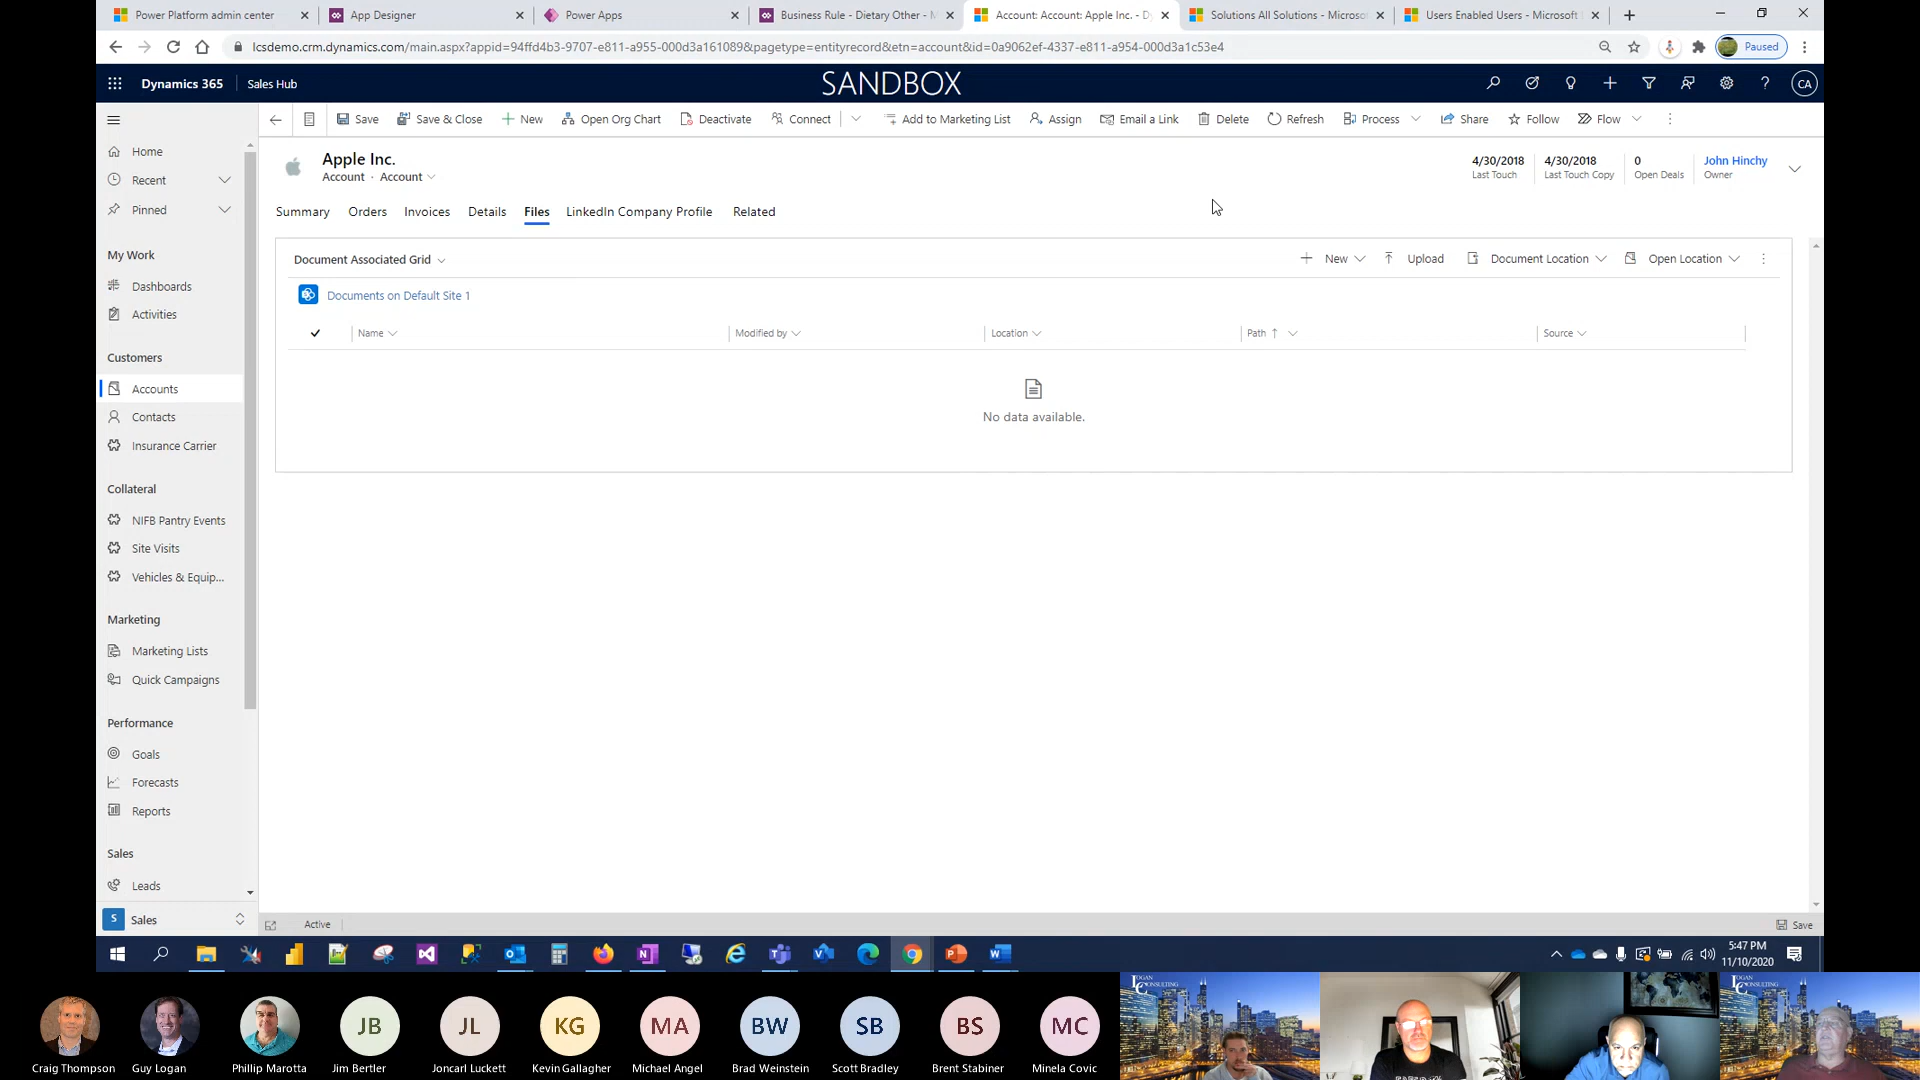 Power Platform admin center
App Designer
Power Apps
Business Rule - Dietary Other - M
Account: Account: Apple Inc. - D
Solutions All Solutions - Microso
Users Enabled Users - Microsoft
lcsdemo.crm.dynamics.com/main.aspx?appid=94ffd4b3-9707-e811-a955-000d3a161089&pagetype=entityrecord&etn=account&id=0a9062ef-4337-e811-a954-000d3a1c53e4
Paused
Dynamics 365
Sales Hub
SANDBOX
CA
Save
Save & Close
New
Open Org Chart
Deactivate
Connect
Add to Marketing List
Assign
Email a Link
Delete
Refresh
Process
Share
Follow
Flow
Home
Recent
Pinned
My Work
Dashboards
Activities
Customers
Accounts
Contacts
Insurance Carrier
Collateral
NIFB Pantry Events
Site Visits
Vehicles & Equip...
Marketing
Marketing Lists
Quick Campaigns
Performance
Goals
Forecasts
Reports
Sales
Leads
S Sales
Apple Inc.
Account · Account
4/30/2018
Last Touch
4/30/2018
Last Touch Copy
0
Open Deals
John Hinchy
Owner
Summary
Orders
Invoices
Details
Files
LinkedIn Company Profile
Related
Document Associated Grid
New
Upload
Document Location
Open Location
Documents on Default Site 1
Name
Modified by
Location
Path
Source
No data available.
Active
Save
5:47 PM
11/10/2020
JB
JL
KG
MA
BW
SB
BS
MC
Craig Thompson
Guy Logan
Phillip Marotta
Jim Bertler
Joncarl Luckett
Kevin Gallagher
Michael Angel
Brad Weinstein
Scott Bradley
Brent Stabiner
Minela Covic
LOGAN
CONSULTING
LOGAN
CONSULTING